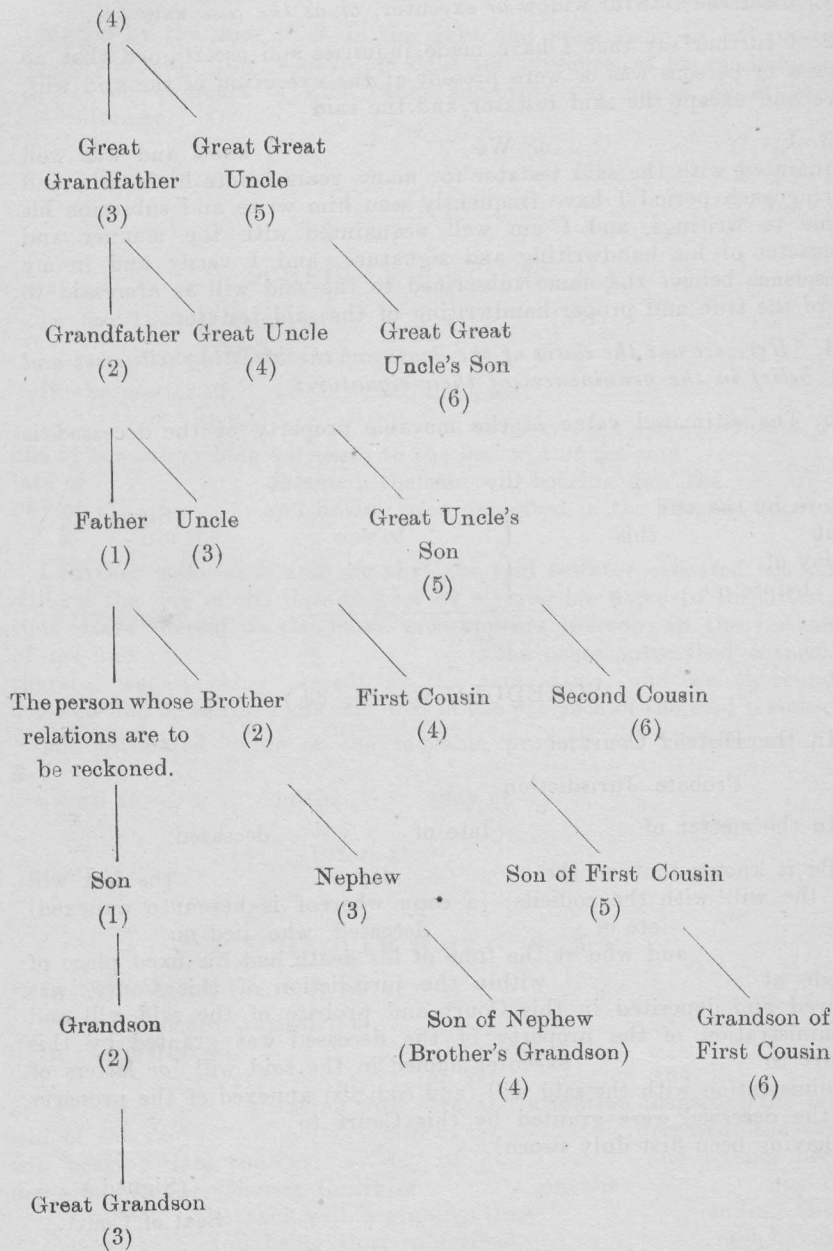 (4)
Great Great Great
Grandfather Uncle
(3) (5)
Grandfather Great Uncle Great Great
(2) (4) Uncle's Son
(6)
Father Uncle Great Uncle's
(1) (3) Son
(5)
The person whose Brother First Cousin Second Cousin
relations are to (2) (4) (6)
be reckoned.
Son Nephew Son of First Cousin
(1) (3) (5)
Grandson Son of Nephew Grandson of
(2) (Brother's Grandson) First Cousin
(4) (6)
Great Grandson
(3)